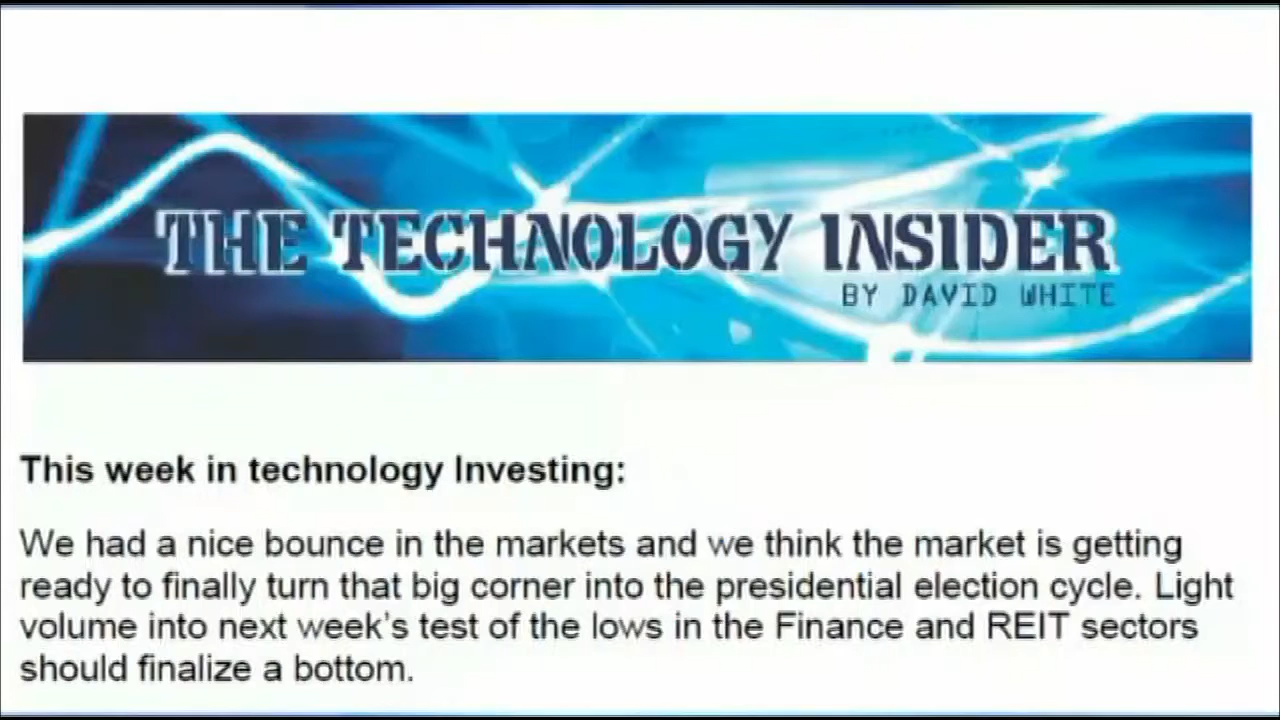 THE TECHNOLOGY INSIDER
BY DAVID WHITE
This week in technology Investing:
We had a nice bounce in the markets and we think the market is getting
ready to finally turn that big corner into the presidential election cycle. Light
volume into next week's test of the lows in the Finance and REIT sectors
should finalize a bottom.